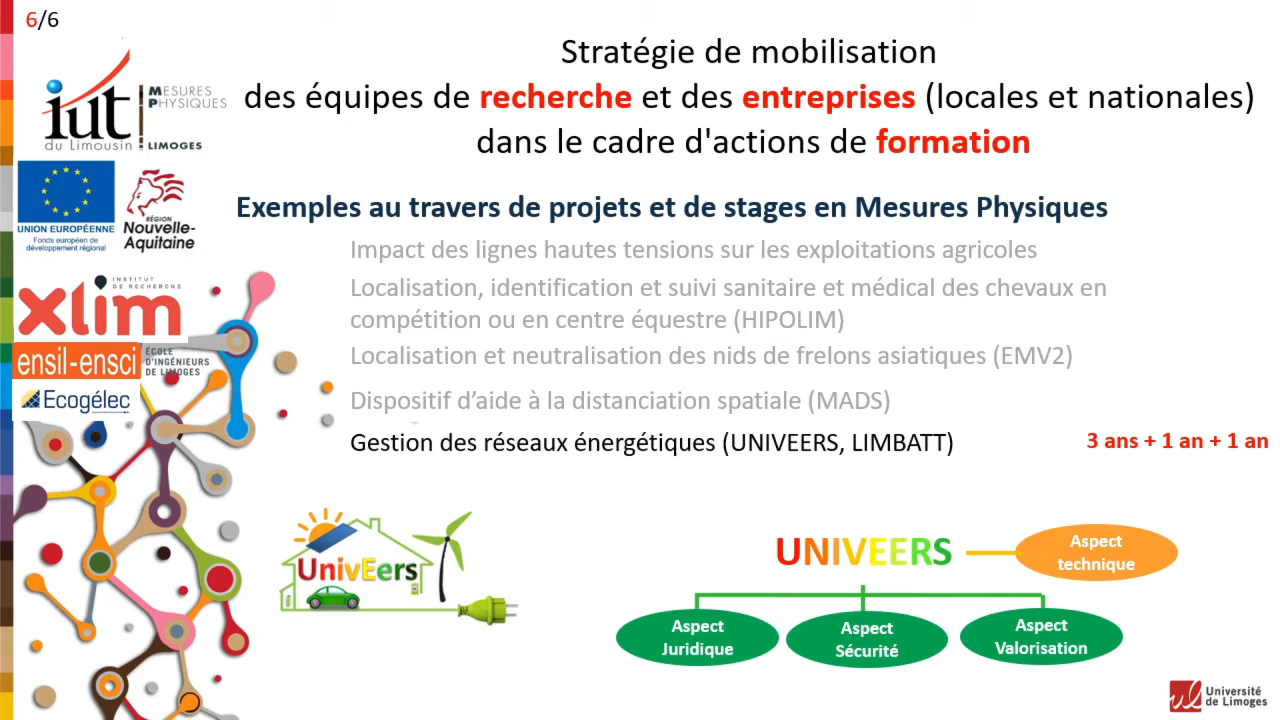 6/6
Stratégie de mobilisation
des équipes de recherche et des entreprises (locales et nationales)
dans le cadre d'actions de formation
iut
du Limousin
MESURES
PHYSIQUES
LIMOGES
UNION EUROPÉENNE
Fonds européen de
développement régional
RÉGION
Nouvelle-
Aquitaine
Exemples au travers de projets et de stages en Mesures Physiques
Impact des lignes hautes tensions sur les exploitations agricoles
Localisation, identification et suivi sanitaire et médical des chevaux en
compétition ou en centre équestre (HIPOLIM)
Localisation et neutralisation des nids de frelons asiatiques (EMV2)
Dispositif d’aide à la distanciation spatiale (MADS)
Gestion des réseaux énergétiques (UNIVEERS, LIMBATT)
3 ans + 1 an + 1 an
INSTITUT
DE RECHERCHE
xlim
ensil-ensci
ÉCOLE
D'INGÉNIEURS
DE LIMOGES
Ecogélec
UnivEers
UNIVEERS
Aspect
technique
Aspect
Juridique
Aspect
Sécurité
Aspect
Valorisation
ul
Université
de Limoges